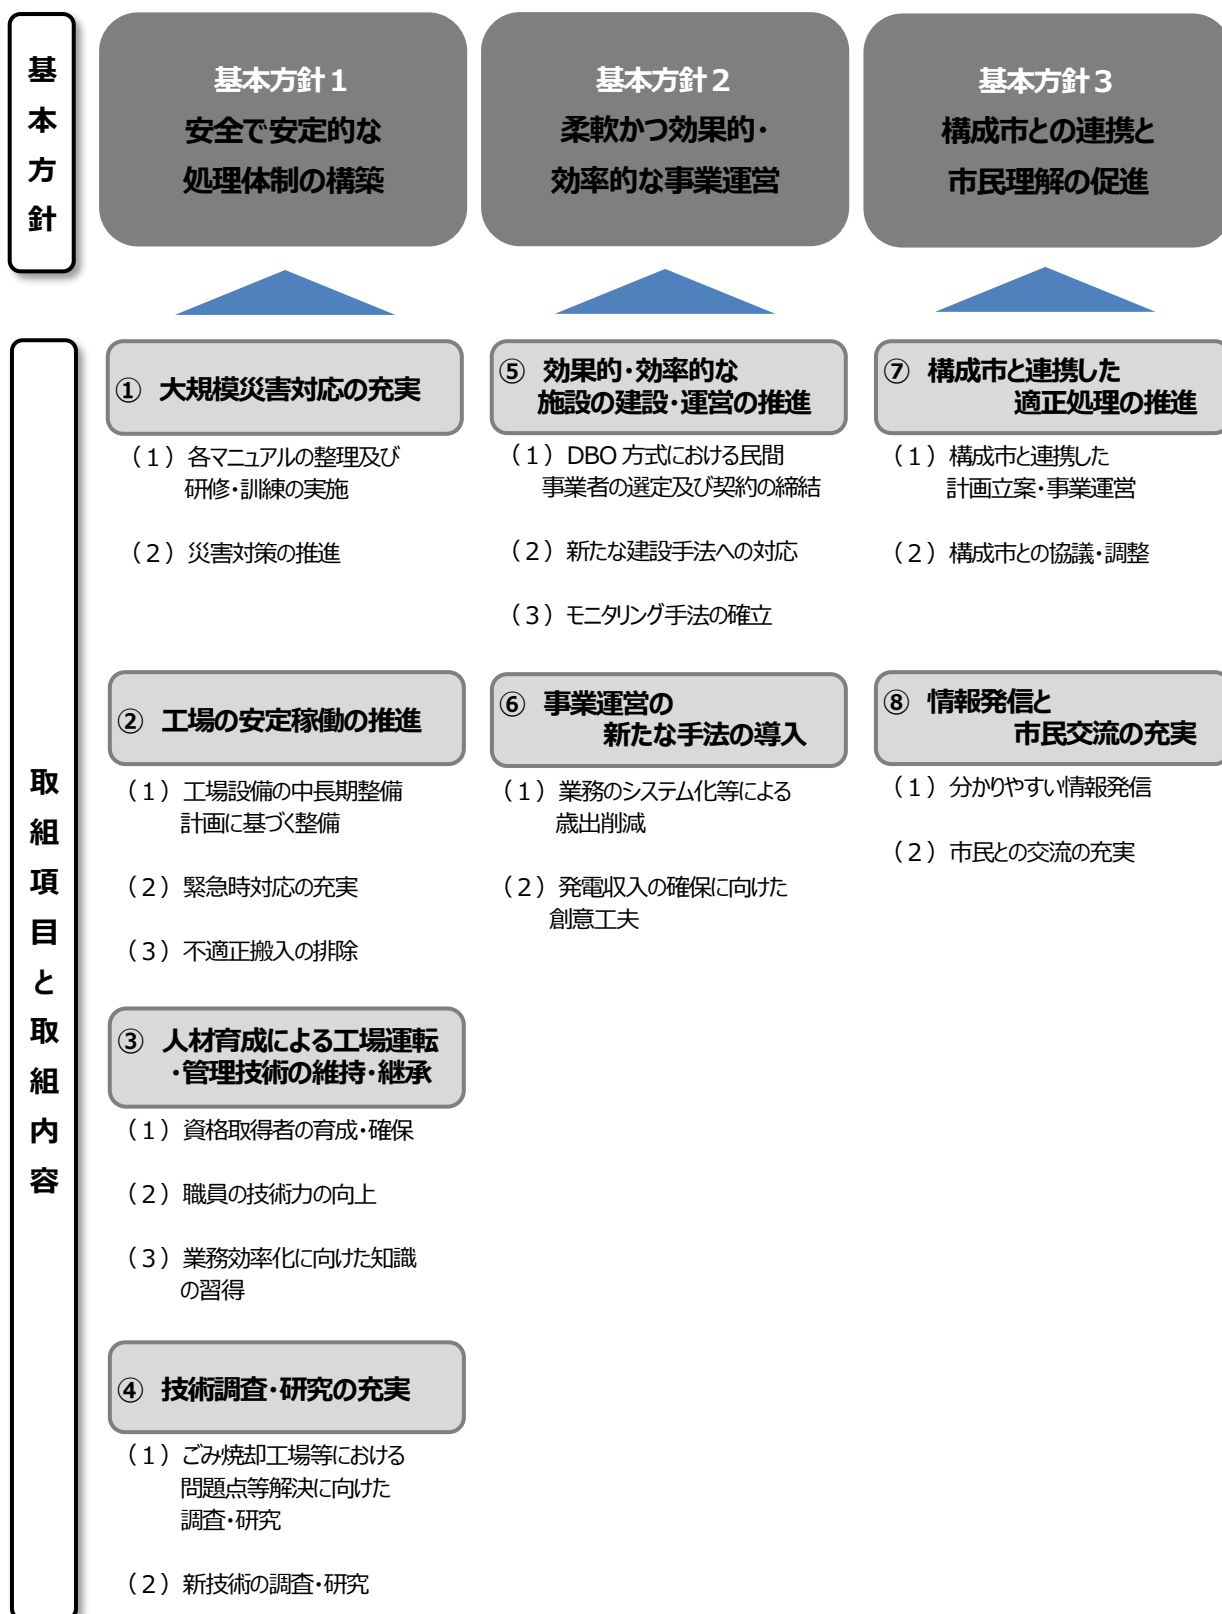 基本方針
基本方針１
安全で安定的な
処理体制の構築
基本方針２
柔軟かつ効果的・
効率的な事業運営
基本方針３
構成市との連携と
市民理解の促進
取組項目と取組内容
① 大規模災害対応の充実
（１）各マニュアルの整理及び
研修・訓練の実施
（２）災害対策の推進
② 工場の安定稼働の推進
（１）工場設備の中長期整備
計画に基づく整備
（２）緊急時対応の充実
（３）不適正搬入の排除
③ 人材育成による工場運転
・管理技術の維持・継承
（１）資格取得者の育成・確保
（２）職員の技術力の向上
（３）業務効率化に向けた知識
の習得
④ 技術調査・研究の充実
（１）ごみ焼却工場等における
問題点等解決に向けた
調査・研究
（２）新技術の調査・研究
⑤ 効果的・効率的な
施設の建設・運営の推進
（１）DBO 方式における民間
事業者の選定及び契約の締結
（２）新たな建設手法への対応
（３）モニタリング手法の確立
⑥ 事業運営の
新たな手法の導入
（１）業務のシステム化等による
歳出削減
（２）発電収入の確保に向けた
創意工夫
⑦ 構成市と連携した
適正処理の推進
（１）構成市と連携した
計画立案・事業運営
（２）構成市との協議・調整
⑧ 情報発信と
市民交流の充実
（１）分かりやすい情報発信
（２）市民との交流の充実